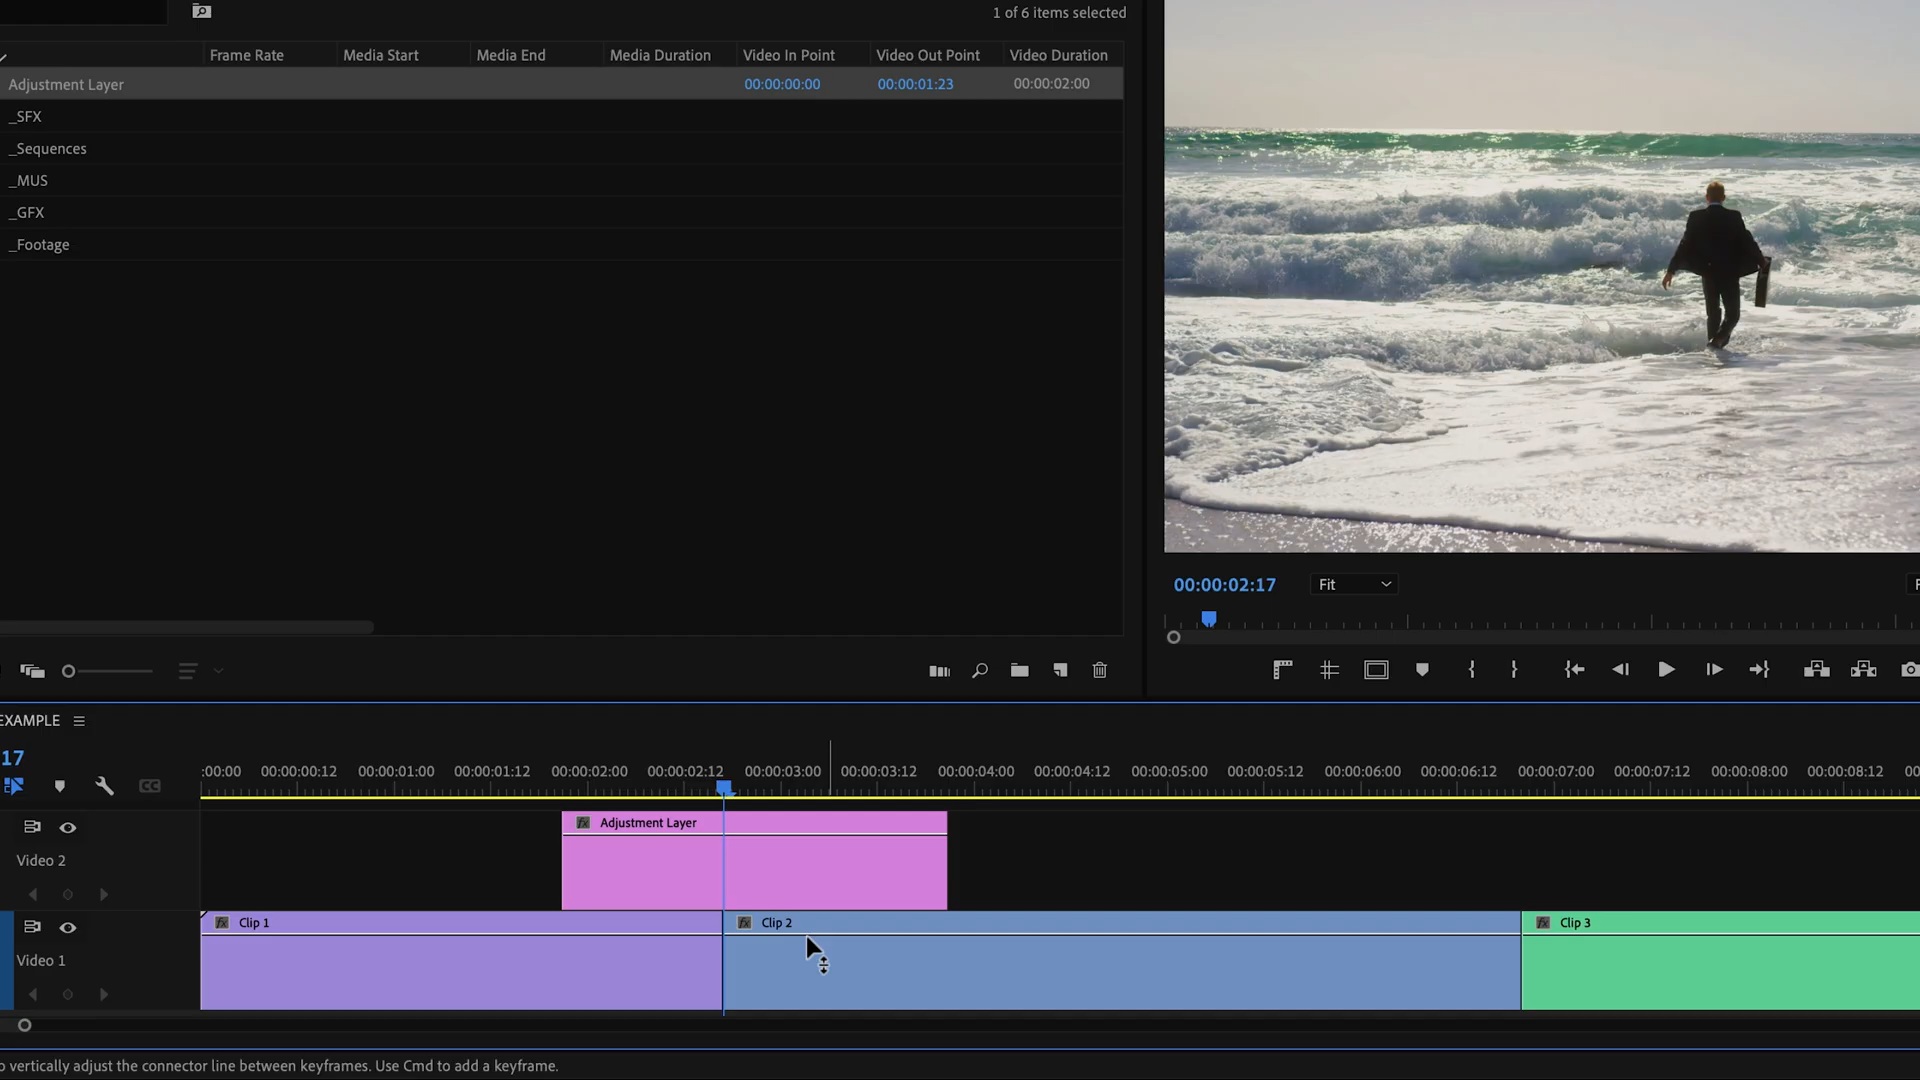 1 of 6 items selected
Frame Rate Media Start Media End Media Duration Video In Point Video Out Point Video Duration
Adjustment Layer 00:00:00:00 00:00:01:23 00:00:02:00
_SFX
_Sequences
_MUS
_GFX
_Footage
00:00:02:17 Fit
EXAMPLE
17
:00:00 00:00:00:12 00:00:01:00 00:00:01:12 00:00:02:00 00:00:02:12 00:00:03:00 00:00:03:12 00:00:04:00 00:00:04:12 00:00:05:00 00:00:05:12 00:00:06:00 00:00:06:12 00:00:07:00 00:00:07:12 00:00:08:00 00:00:08:12 00
CC
fx Adjustment Layer
Video 2
fx Clip 1 fx Clip 2 fx Clip 3
Video 1
o vertically adjust the connector line between keyframes. Use Cmd to add a keyframe.